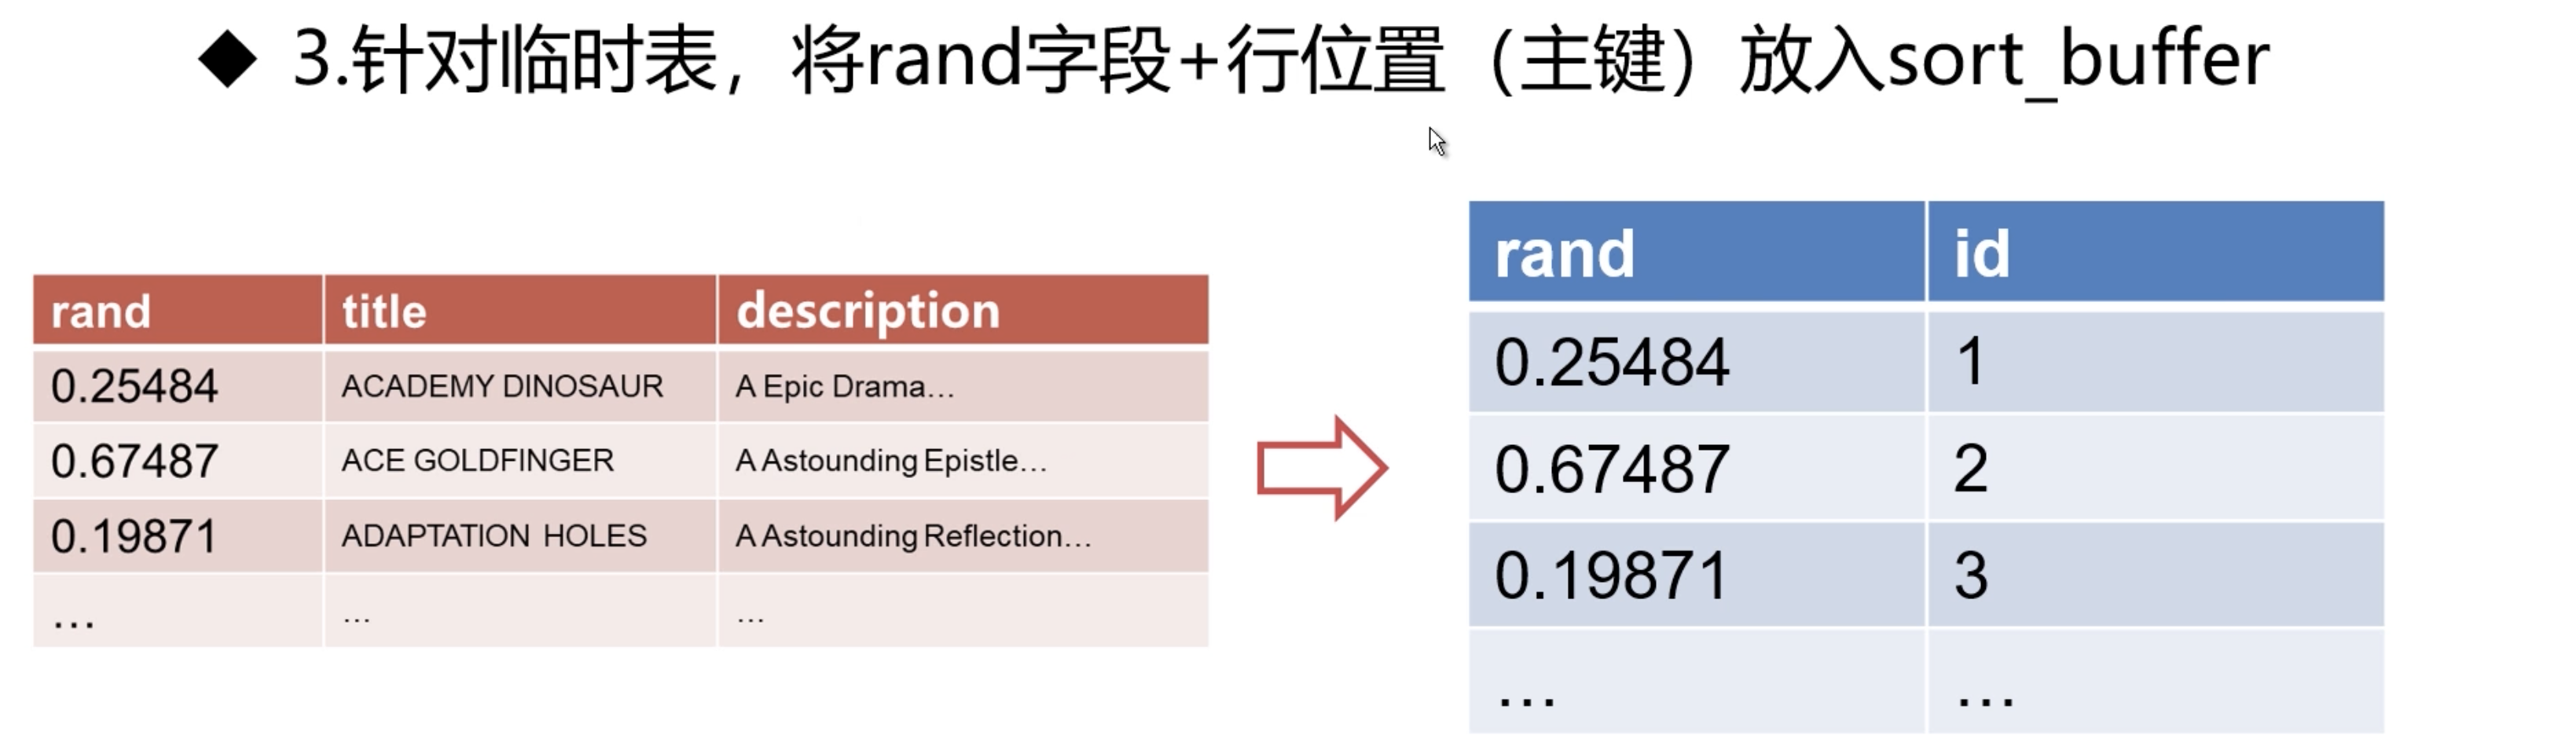 ◆ 3.针对临时表，将rand字段+行位置（主键）放入sort_buffer
rand title description
0.25484 ACADEMY DINOSAUR A Epic Drama…
0.67487 ACE GOLDFINGER A Astounding Epistle…
0.19871 ADAPTATION HOLES A Astounding Reflection…
… … …
rand id
0.25484 1
0.67487 2
0.19871 3
… …